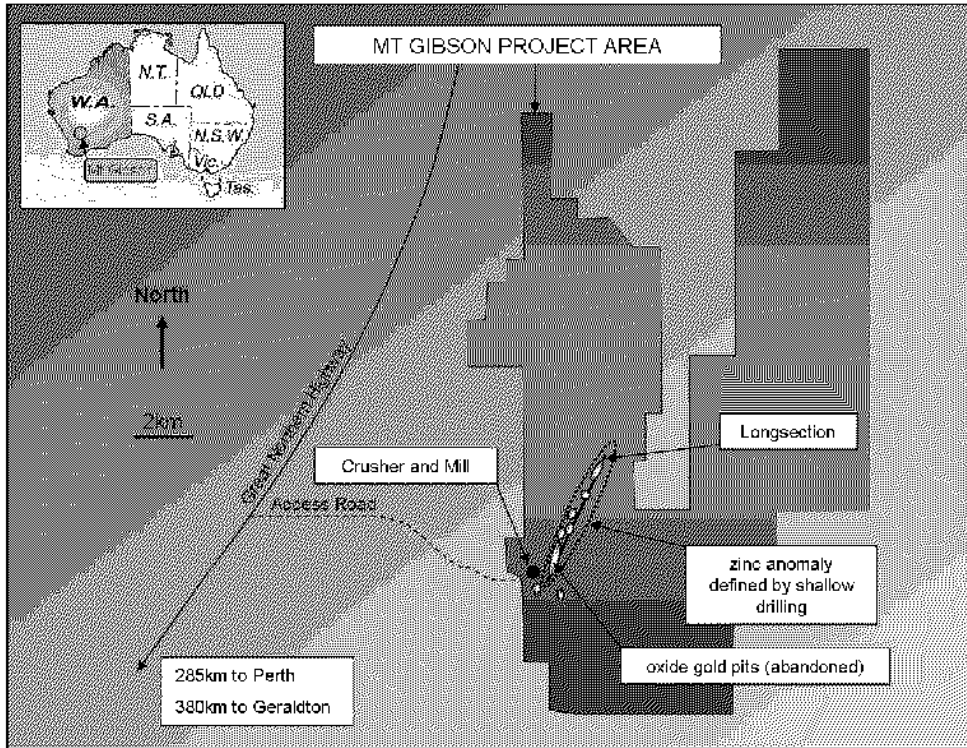 MT GIBSON PROJECT AREA
N.T.
QLD
W.A.
S.A.
N.S.W.
Vic.
Tas.
North
2km
Great Northern Highway
Access Road
Crusher and Mill
Longsection
zinc anomaly
defined by shallow
drilling
oxide gold pits (abandoned)
285km to Perth
380km to Geraldton